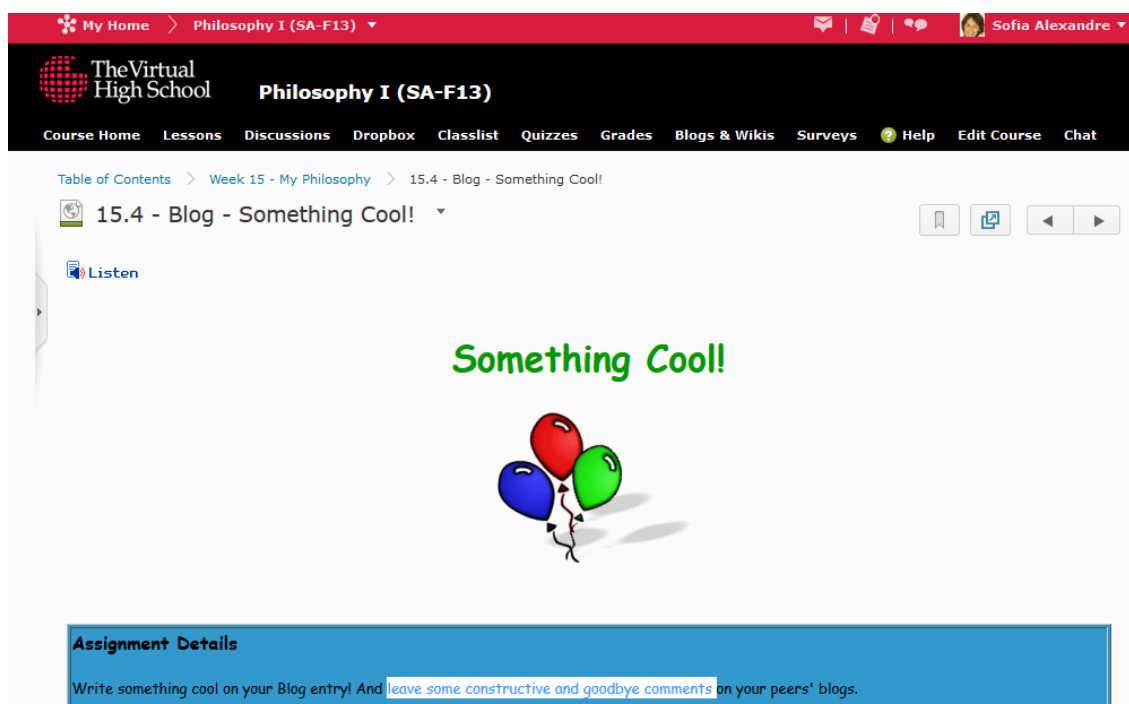 My Home Philosophy I (SA-F13) Sofia Alexandre
The Virtual
High School
Philosophy I (SA-F13)
Course Home Lessons Discussions Dropbox Classlist Quizzes Grades Blogs & Wikis Surveys Help Edit Course Chat
Table of Contents > Week 15 - My Philosophy > 15.4 - Blog - Something Cool!
15.4 - Blog - Something Cool!
Listen
Something Cool!
Assignment Details
Write something cool on your Blog entry! And leave some constructive and goodbye comments on your peers' blogs.